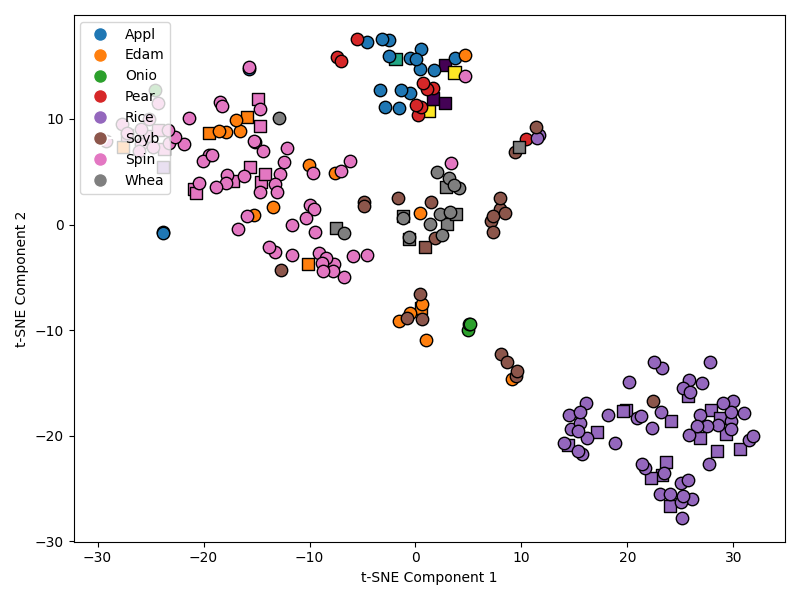 Appl
Edam
Onio
Pear
Rice
Soyb
Spin
Whea
10
0
−10
−20
−30
t-SNE Component 2
−30 −20 −10 0 10 20 30
t-SNE Component 1